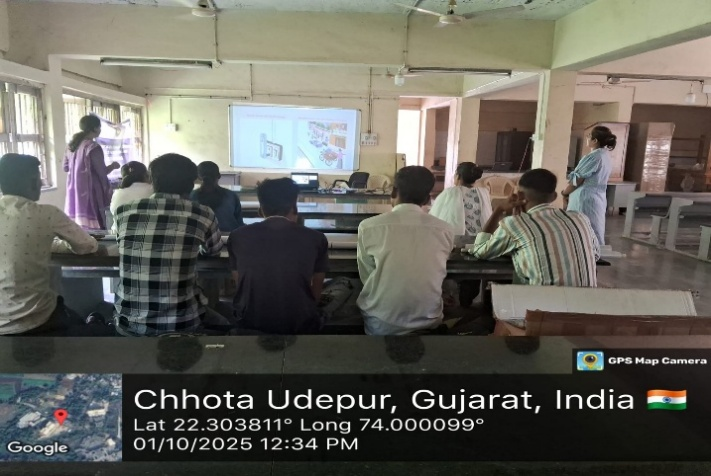 GPS Map Camera
Chhota Udepur, Gujarat, India
Lat 22.303811° Long 74.000099°
01/10/2025 12:34 PM
Google